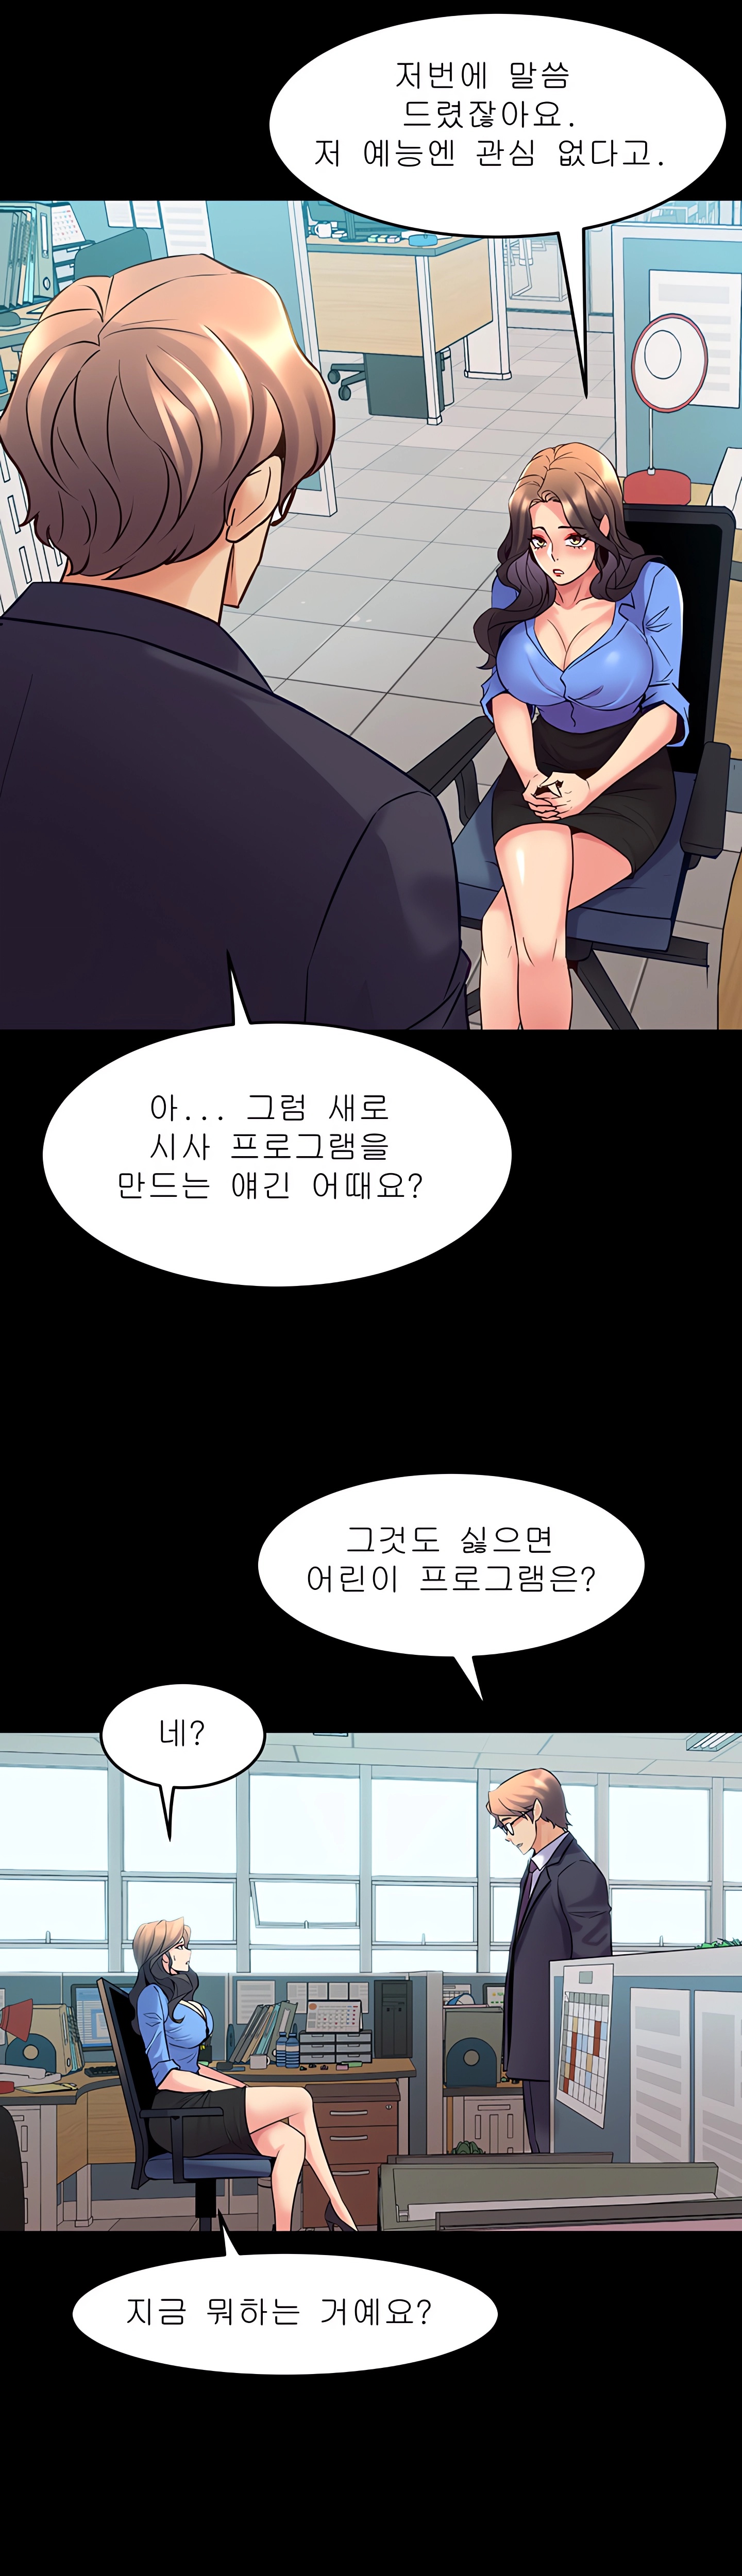 저번에 말씀
드렸잖아요.
저 예능엔 관심 없다고.
아... 그럼 새로
시사 프로그램을
만드는 얘긴 어때요?
그것도 싫으면
어린이 프로그램은?
네?
지금 뭐하는 거예요?